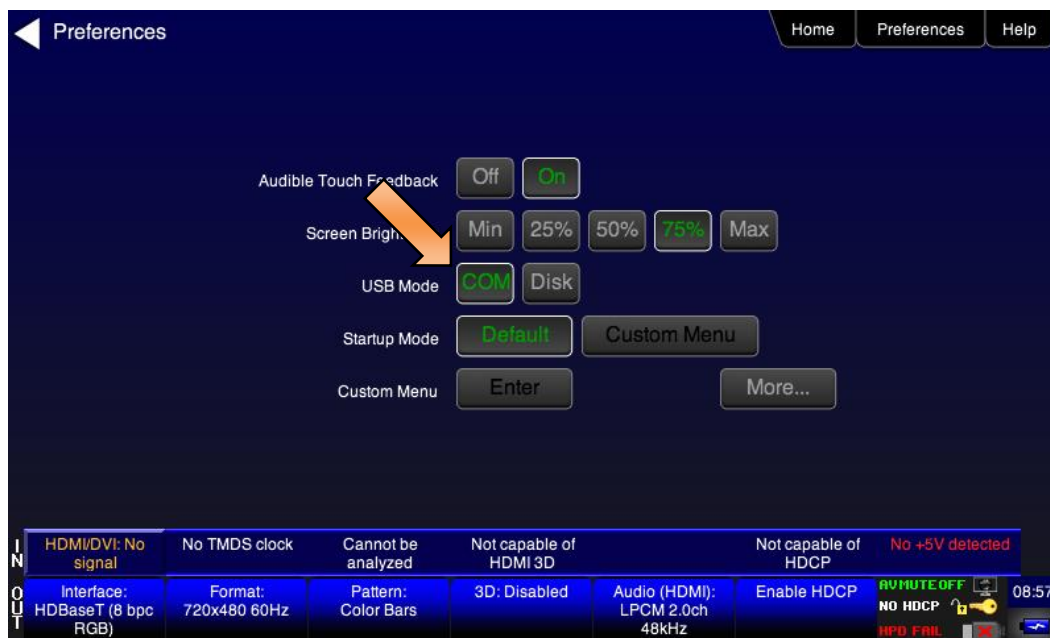 Preferences
Home Preferences Help
Audible Touch Feedback Off On
Screen Brigh Min 25% 50% 75% Max
USB Mode COM Disk
Startup Mode Default Custom Menu
Custom Menu Enter More...
IN
HDMI/DVI: No signal
No TMDS clock
Cannot be analyzed
Not capable of HDMI 3D
Not capable of HDCP
No +5V detected
OUT
Interface: HDBaseT (8 bpc RGB)
Format: 720x480 60Hz
Pattern: Color Bars
3D: Disabled
Audio (HDMI): LPCM 2.0ch 48kHz
Enable HDCP
AVMUTE OFF
NO HDCP
HPD FAIL
08:57